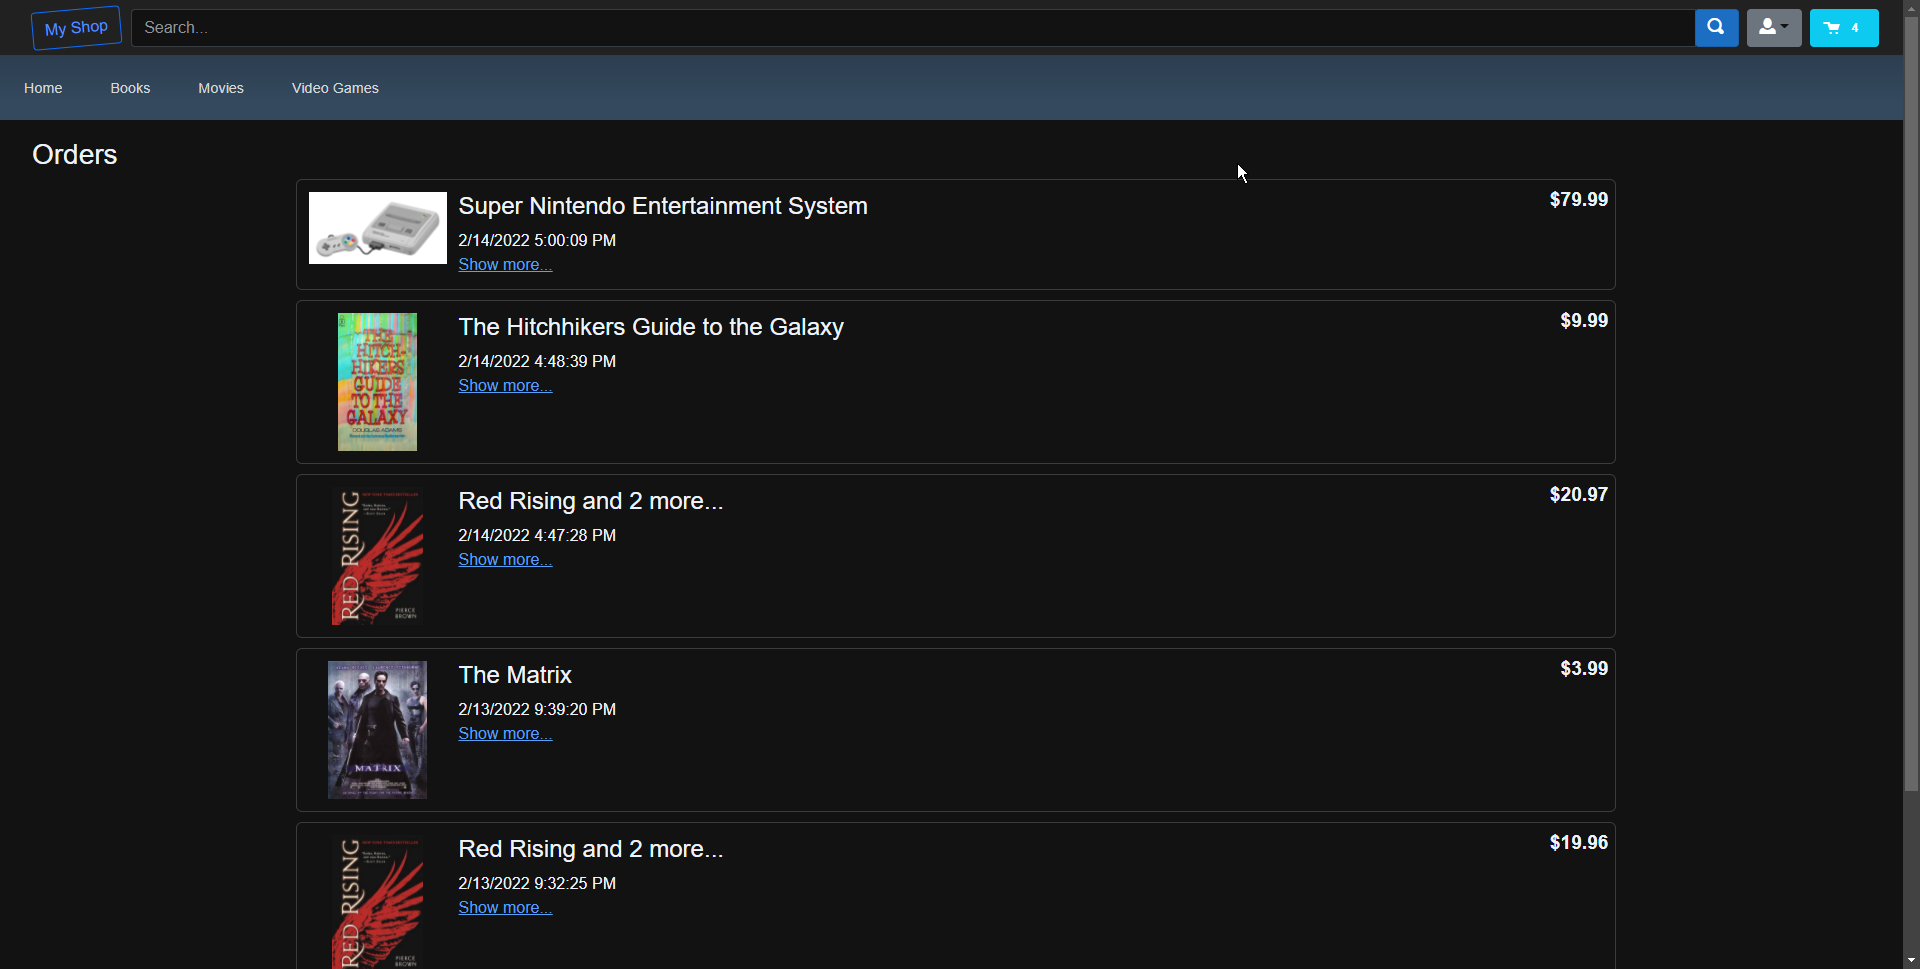 My Shop
Search...
4
Home
Books
Movies
Video Games
Orders
Super Nintendo Entertainment System
$79.99
2/14/2022 5:00:09 PM
Show more...
THE
HITCH-
HIKERS
GUIDE
TO THE
GALAXY
DOUGLAS ADAMS
The Hitchhikers Guide to the Galaxy
$9.99
2/14/2022 4:48:39 PM
Show more...
RED RISING
PIERCE
BROWN
Red Rising and 2 more...
$20.97
2/14/2022 4:47:28 PM
Show more...
MATRIX
The Matrix
$3.99
2/13/2022 9:39:20 PM
Show more...
RED RISING
PIERCE
BROWN
Red Rising and 2 more...
$19.96
2/13/2022 9:32:25 PM
Show more...